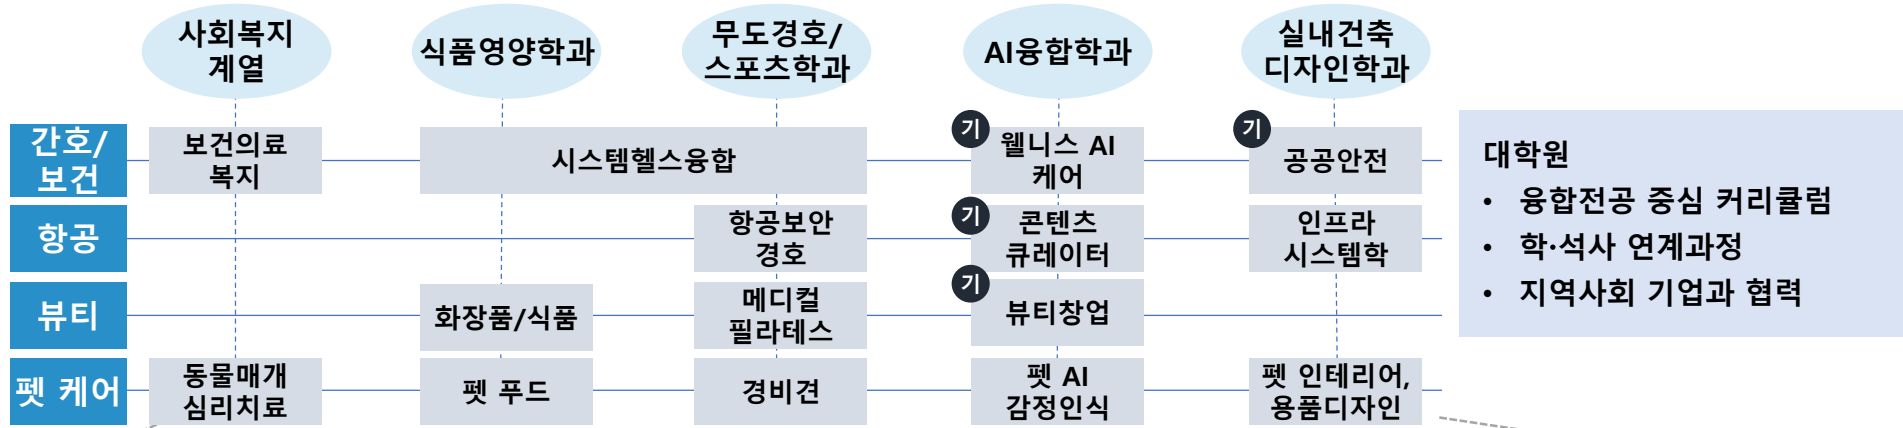 사회복지
계열
식품영양학과
무도경호/
스포츠학과
AI융합학과
실내건축
디자인학과
간호/
보건
보건의료
복지
시스템헬스융합
기
웰니스 AI
케어
기
공공안전
항공
항공보안
경호
기
콘텐츠
큐레이터
인프라
시스템학
뷰티
화장품/식품
메디컬
필라테스
기
뷰티창업
펫 케어
동물매개
심리치료
펫 푸드
경비견
펫 AI
감정인식
펫 인테리어,
용품디자인
대학원
• 융합전공 중심 커리큘럼
• 학·석사 연계과정
• 지역사회 기업과 협력